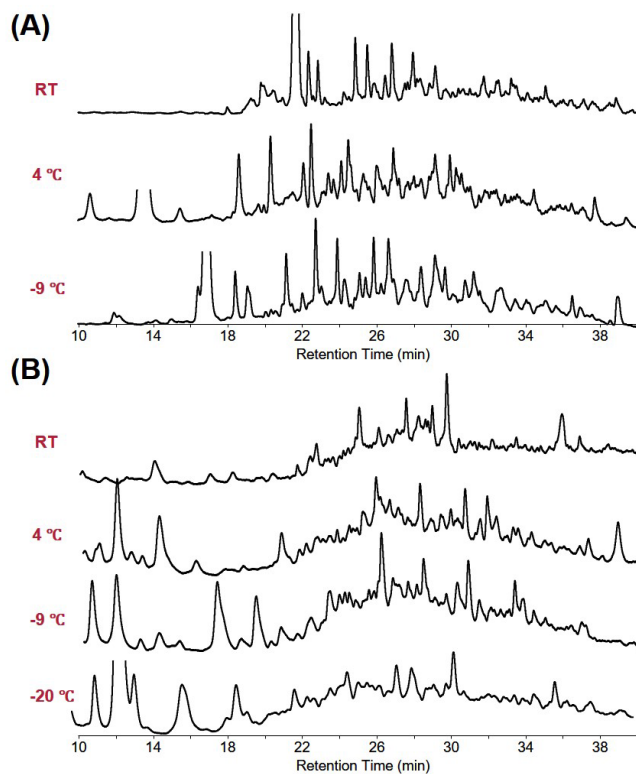 (A)
RT
4 ℃
-9 ℃
10 14 18 22 26 30 34 38
Retention Time (min)
(B)
RT
4 ℃
-9 ℃
-20 ℃
10 14 18 22 26 30 34 38
Retention Time (min)